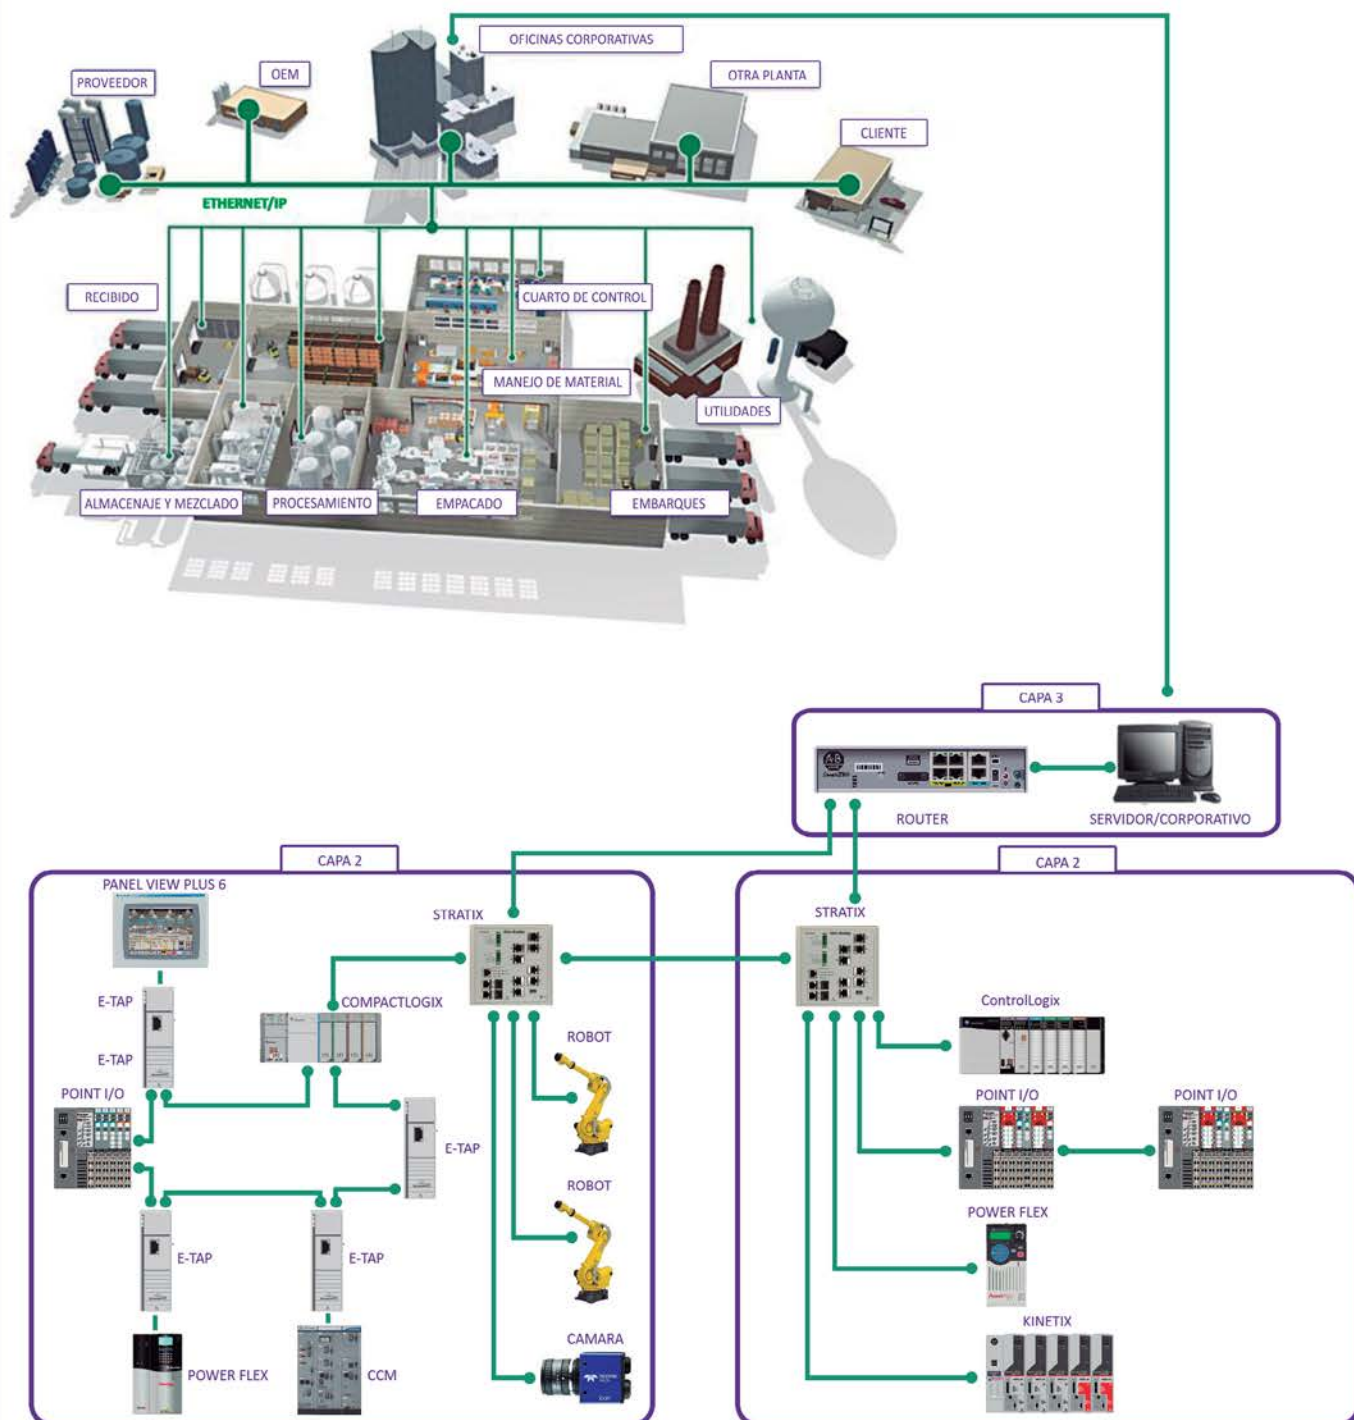 OFICINAS CORPORATIVAS
OEM
OTRA PLANTA
PROVEEDOR
CLIENTE
ETHERNET/IP
RECIBIDO
CUARTO DE CONTROL
MANEJO DE MATERIAL
UTILIDADES
ALMACENAJE Y MEZCLADO
PROCESAMIENTO
EMPACADO
EMBARQUES
CAPA 3
ROUTER
SERVIDOR/CORPORATIVO
CAPA 2
PANEL VIEW PLUS 6
STRATIX
E-TAP
COMPACTLOGIX
E-TAP
ROBOT
POINT I/O
E-TAP
ROBOT
E-TAP
E-TAP
CAMARA
POWER FLEX
CCM
CAPA 2
STRATIX
ControlLogix
POINT I/O
POINT I/O
POWER FLEX
KINETIX